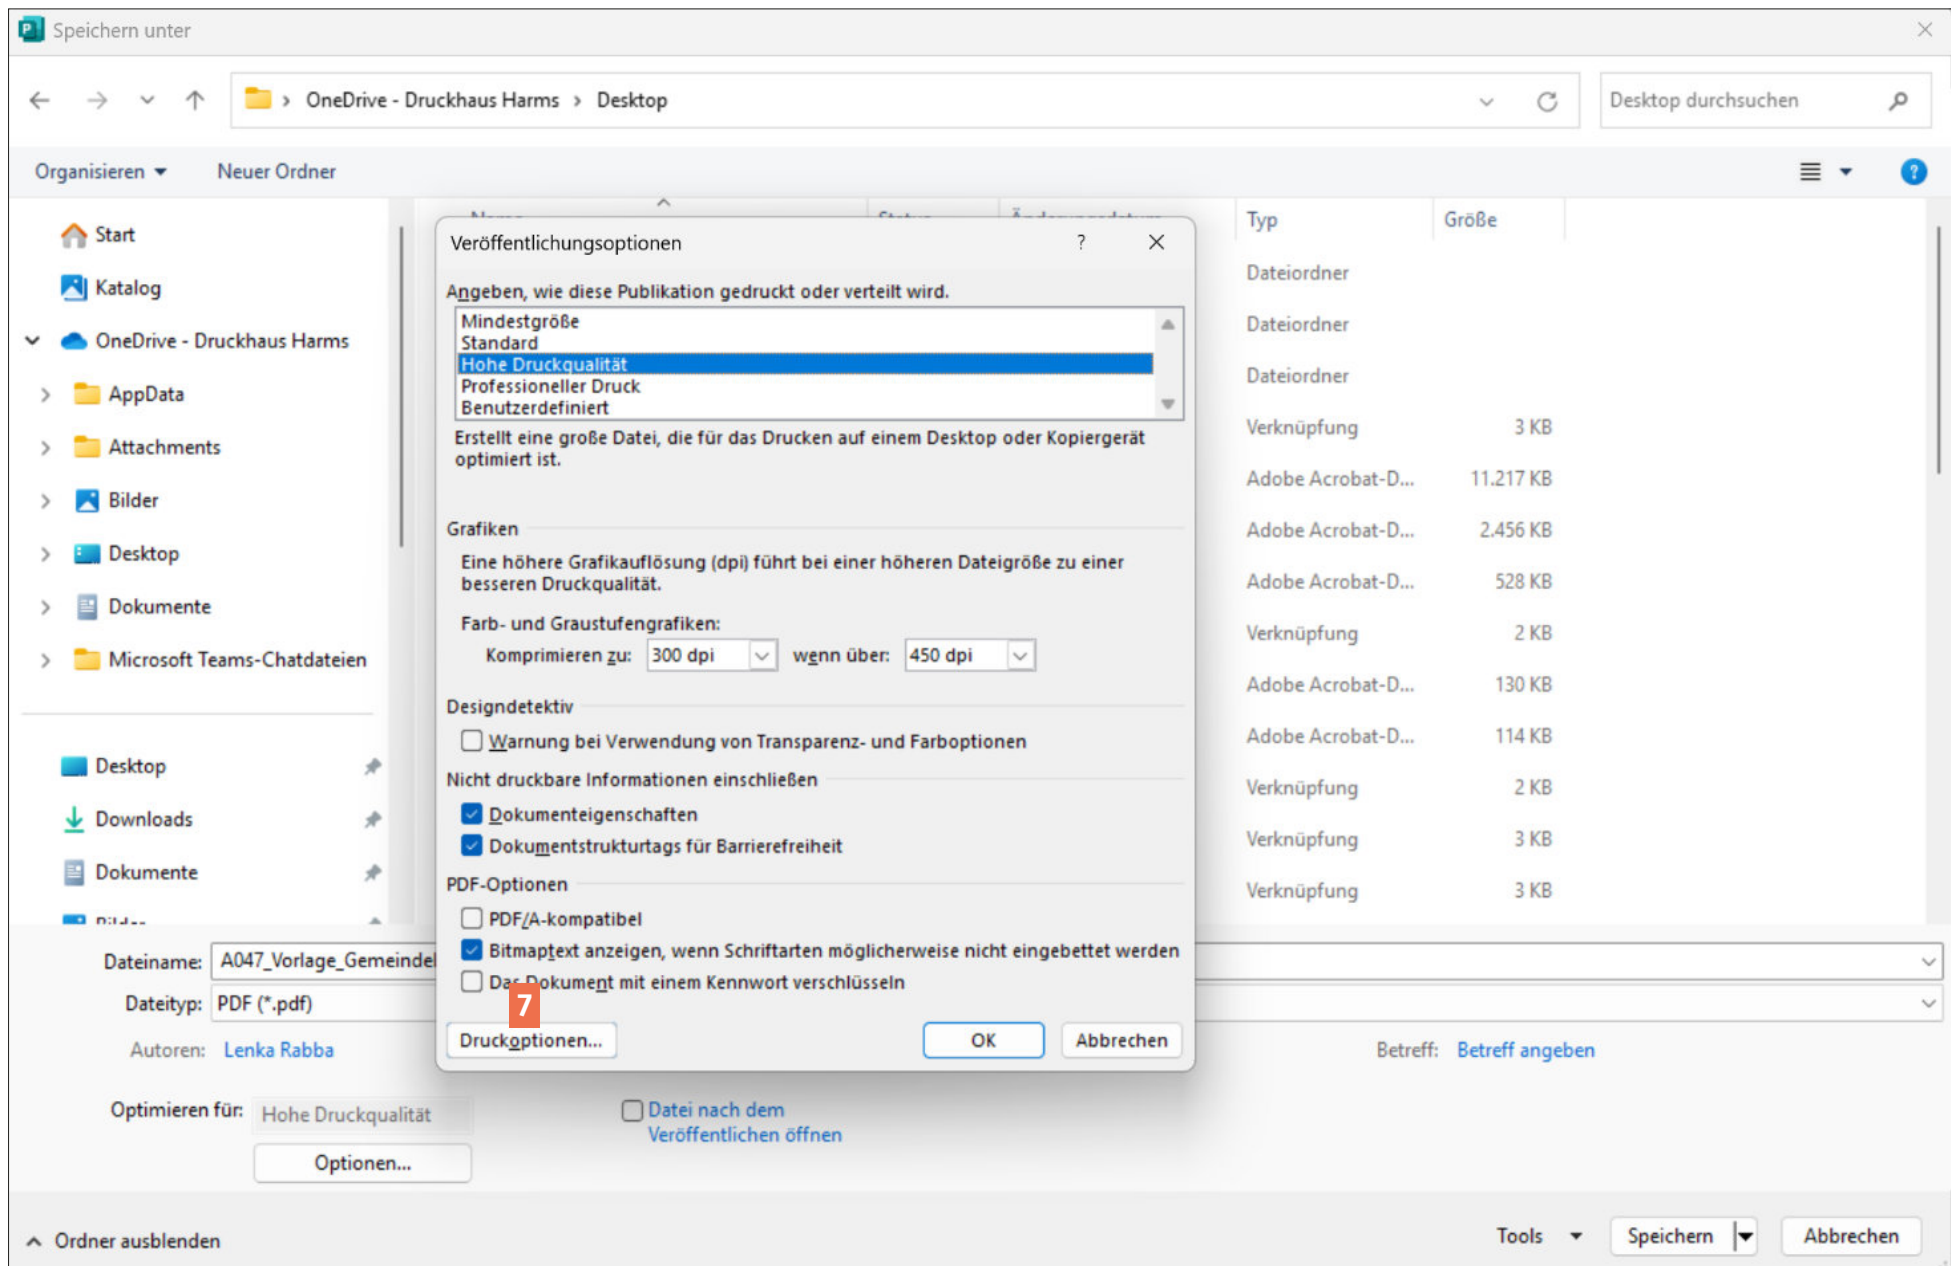 Speichern unter
OneDrive - Druckhaus Harms > Desktop
Desktop durchsuchen
Organisieren
Neuer Ordner
Start
Katalog
OneDrive - Druckhaus Harms
AppData
Attachments
Bilder
Desktop
Dokumente
Microsoft Teams-Chatdateien
Desktop
Downloads
Dokumente
Typ
Größe
Dateiordner
Dateiordner
Dateiordner
Verknüpfung 3 KB
Adobe Acrobat-D... 11.217 KB
Adobe Acrobat-D... 2.456 KB
Adobe Acrobat-D... 528 KB
Verknüpfung 2 KB
Adobe Acrobat-D... 130 KB
Adobe Acrobat-D... 114 KB
Verknüpfung 2 KB
Verknüpfung 3 KB
Verknüpfung 3 KB
Veröffentlichungsoptionen ?
Angeben, wie diese Publikation gedruckt oder verteilt wird.
Mindestgröße
Standard
Hohe Druckqualität
Professioneller Druck
Benutzerdefiniert
Erstellt eine große Datei, die für das Drucken auf einem Desktop oder Kopiergerät
optimiert ist.
Grafiken
Eine höhere Grafikauflösung (dpi) führt bei einer höheren Dateigröße zu einer
besseren Druckqualität.
Farb- und Graustufengrafiken:
Komprimieren zu: 300 dpi wenn über: 450 dpi
Designdetektiv
Warnung bei Verwendung von Transparenz- und Farboptionen
Nicht druckbare Informationen einschließen
Dokumenteigenschaften
Dokumentstrukturtags für Barrierefreiheit
PDF-Optionen
PDF/A-kompatibel
Bitmaptext anzeigen, wenn Schriftarten möglicherweise nicht eingebettet werden
Das Dokument mit einem Kennwort verschlüsseln
7
Druckoptionen... OK Abbrechen
Dateiname: A047_Vorlage_Gemeindel
Dateityp: PDF (*.pdf)
Autoren: Lenka Rabba
Betreff: Betreff angeben
Optimieren für: Hohe Druckqualität
Optionen...
Datei nach dem
Veröffentlichen öffnen
Ordner ausblenden
Tools Speichern Abbrechen